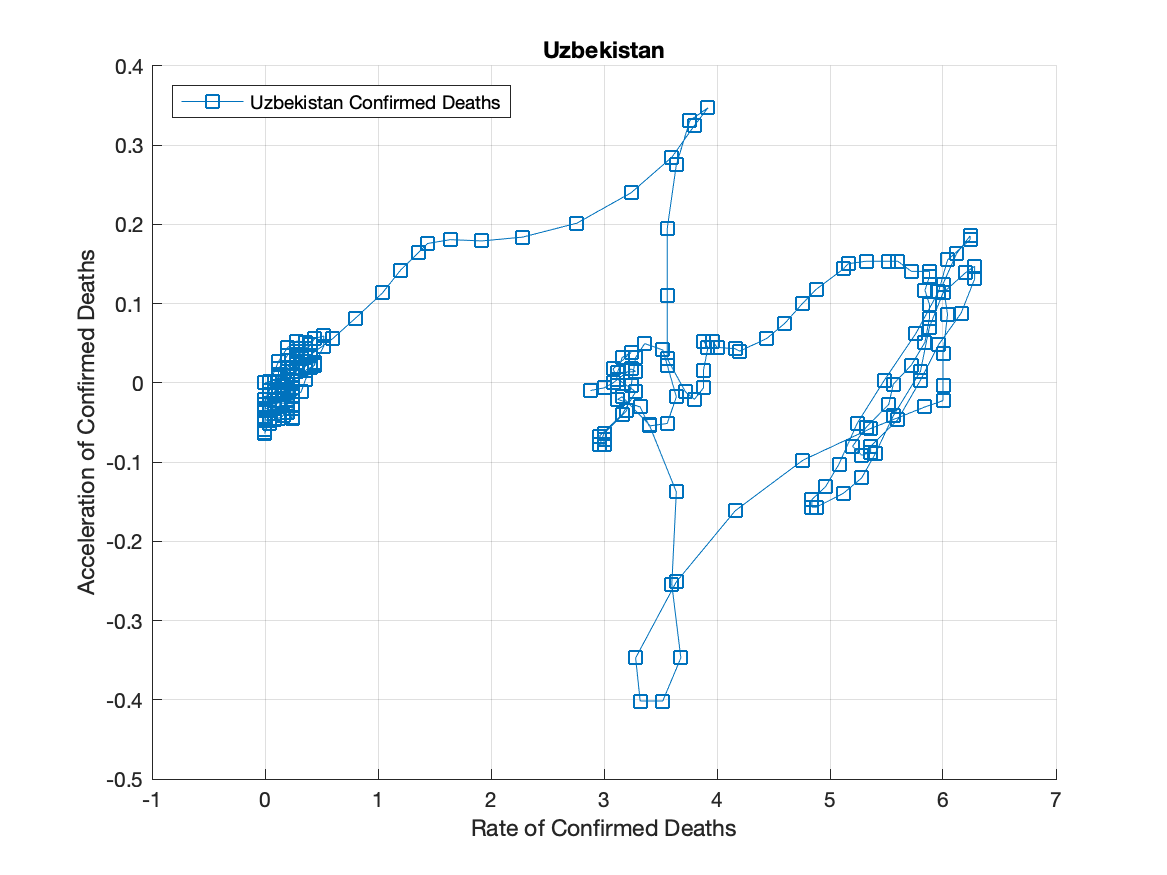 Uzbekistan
Uzbekistan Confirmed Deaths
0.4
0.3
0.2
0.1
0
-0.1
-0.2
-0.3
-0.4
-0.5
Acceleration of Confirmed Deaths
-1 0 1 2 3 4 5 6 7
Rate of Confirmed Deaths